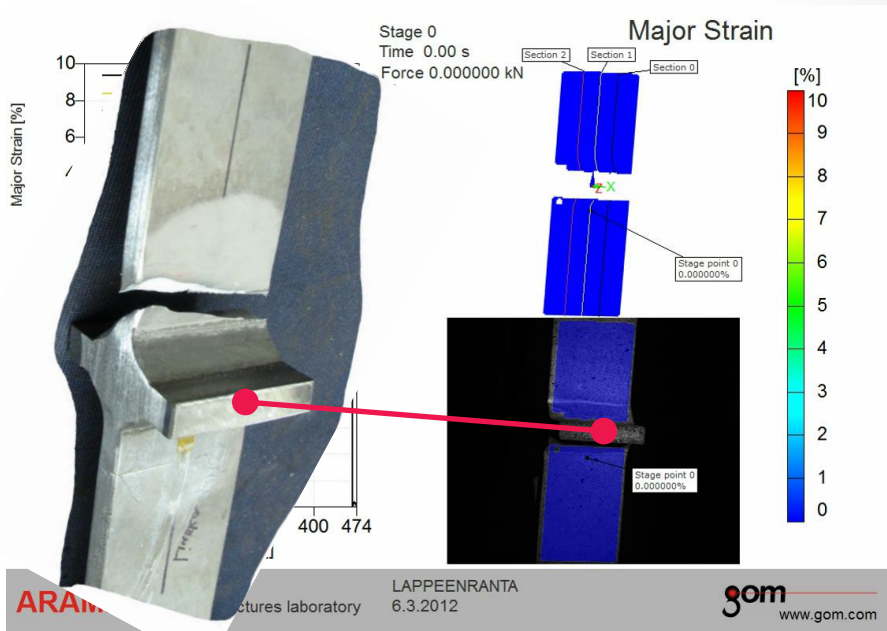 Major Strain
Stage 0
Time 0.00 s
Force 0.000000 kN
Section 2
Section 1
Section 0
[%]
10
9
8
7
6
5
4
3
2
1
0
Major Strain [%]
10
8
6
Z
X
Stage point 0
0.000000%
Stage point 0
0.000000%
400
474
ARAM
ctures laboratory
LAPPEENRANTA
6.3.2012
gom
www.gom.com